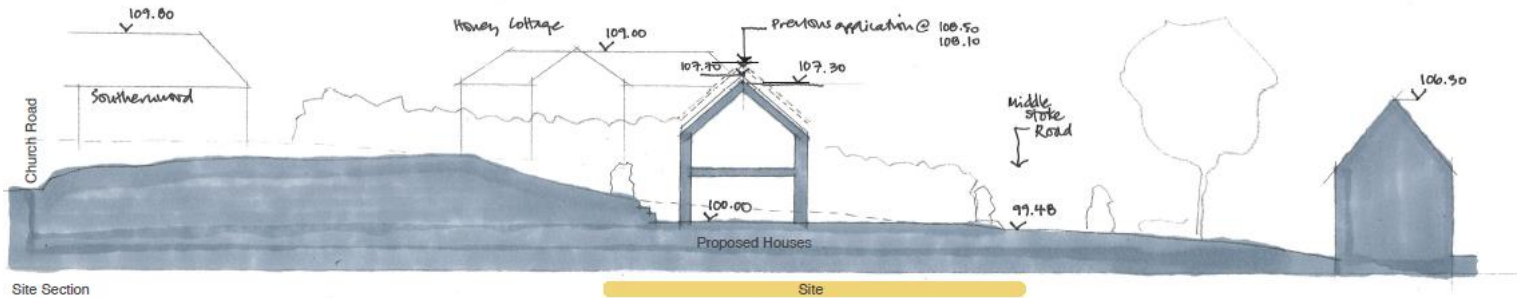 109.80
Honey Cottage
109.00
Previous application @ 108.50
108.10
107.70
107.30
106.30
Southernwood
Church Road
Middle
Stoke
Road
100.00
99.48
Proposed Houses
Site Section
Site